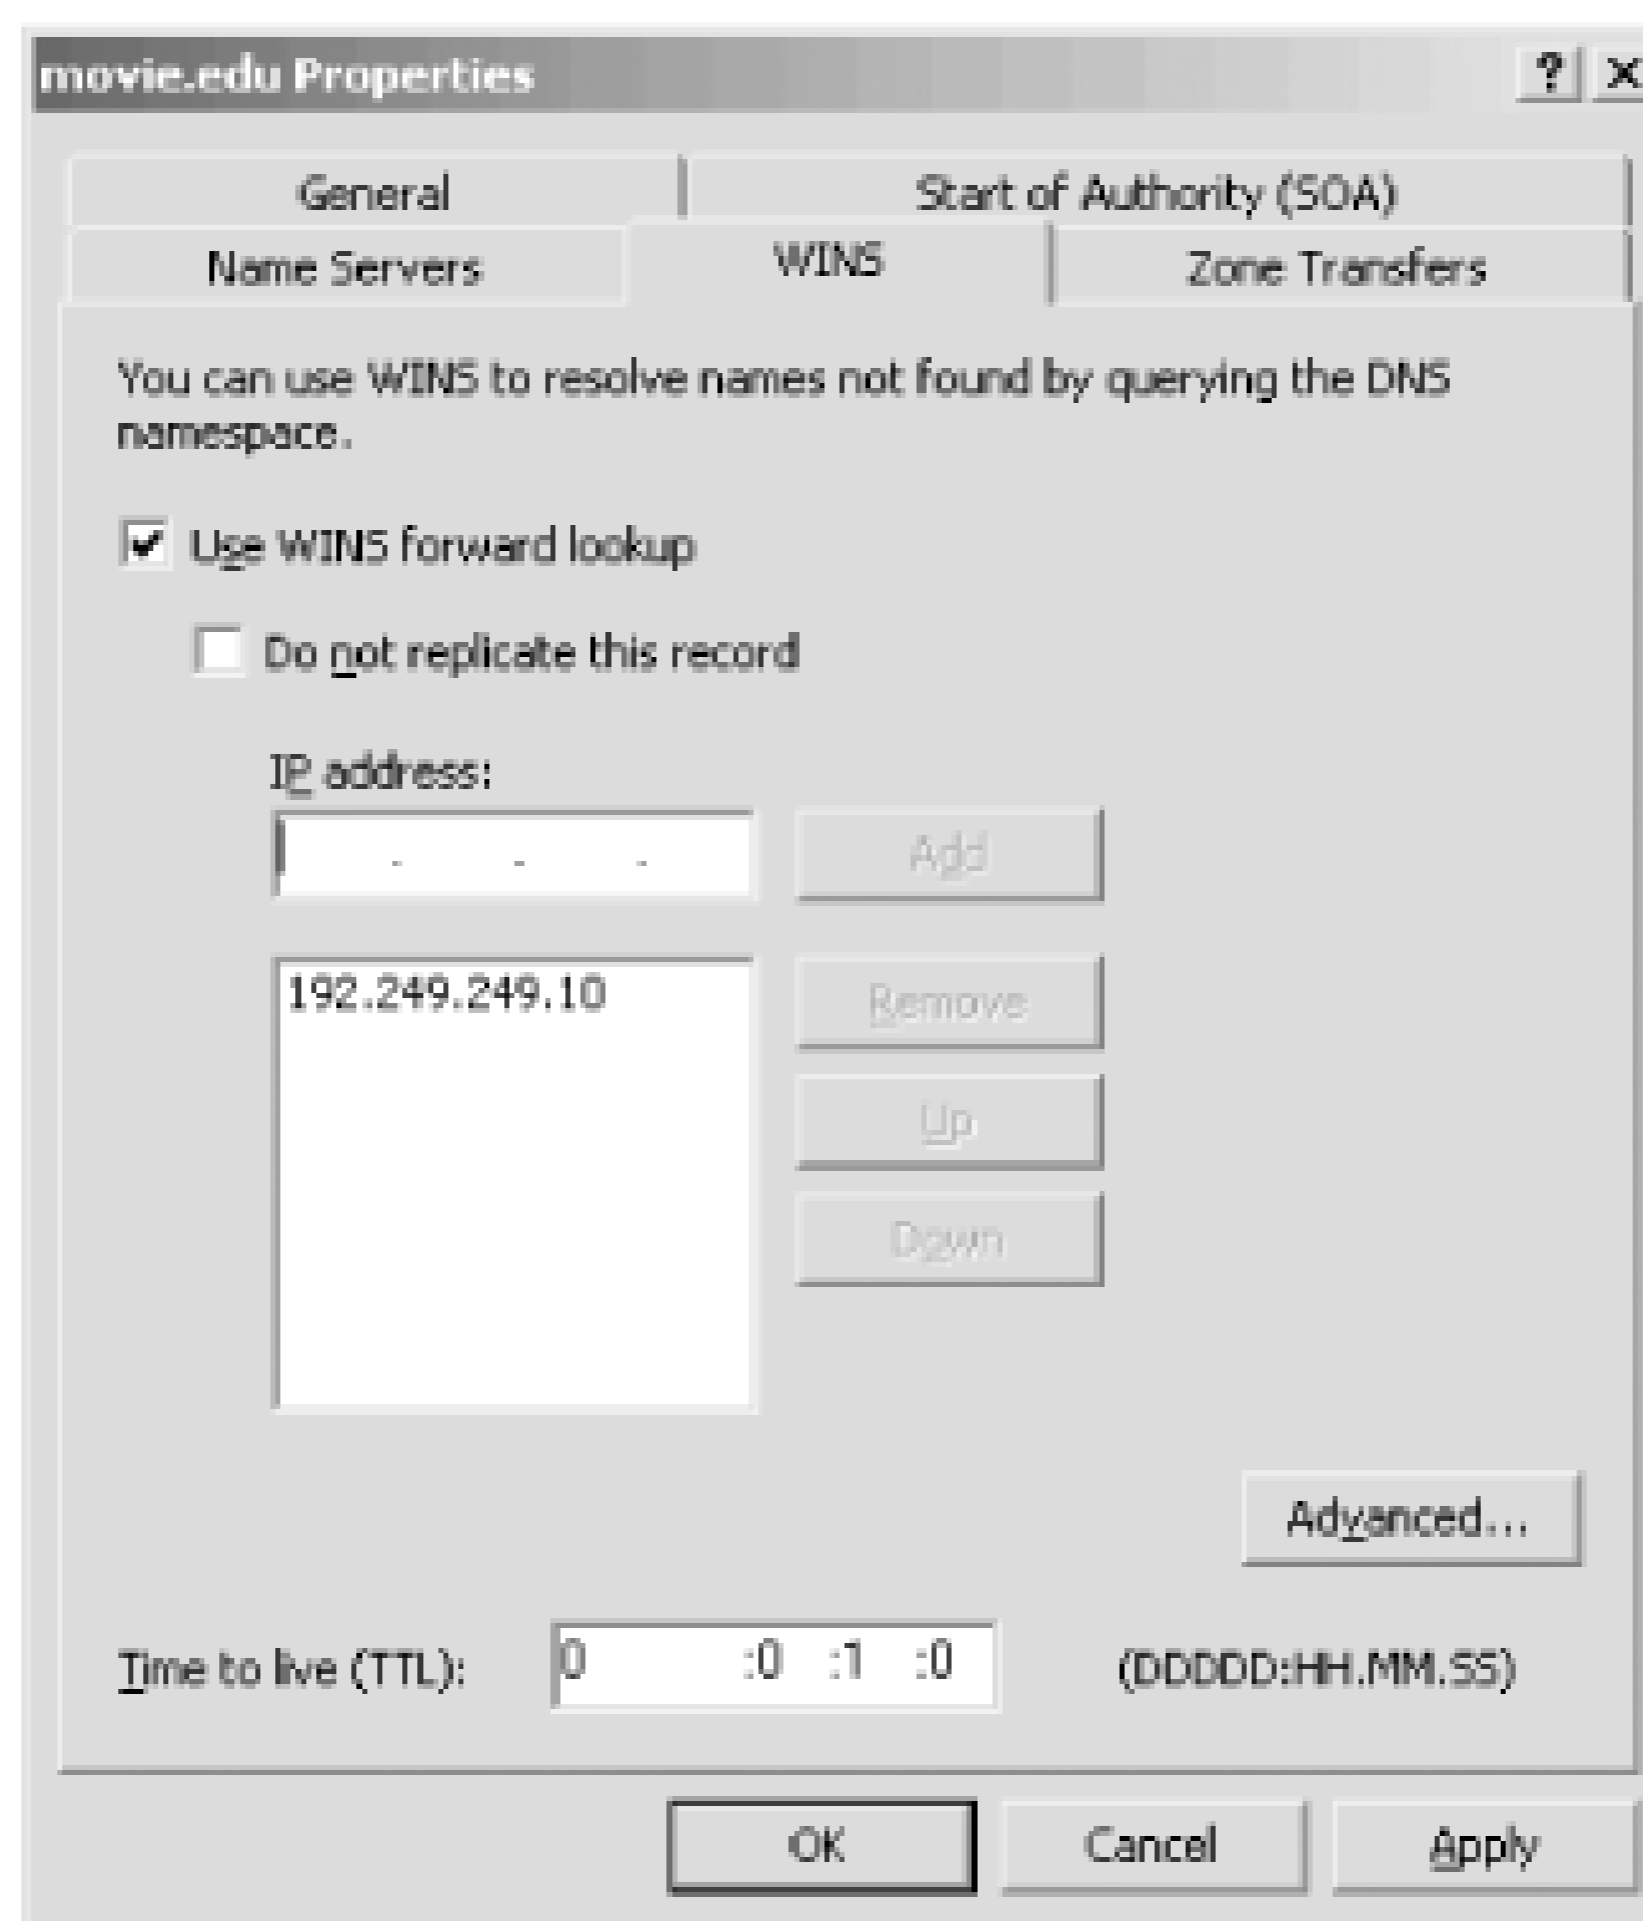 movie.edu Properties
? X
General
Start of Authority (SOA)
Name Servers
WINS
Zone Transfers
You can use WINS to resolve names not found by querying the DNS
namespace.
Use WINS forward lookup
Do not replicate this record
IP address:
. . .
Add
192.249.249.10
Remove
Up
Down
Advanced...
Time to live (TTL):
0 :0 :1 :0
(DDDDD:HH.MM.SS)
OK
Cancel
Apply